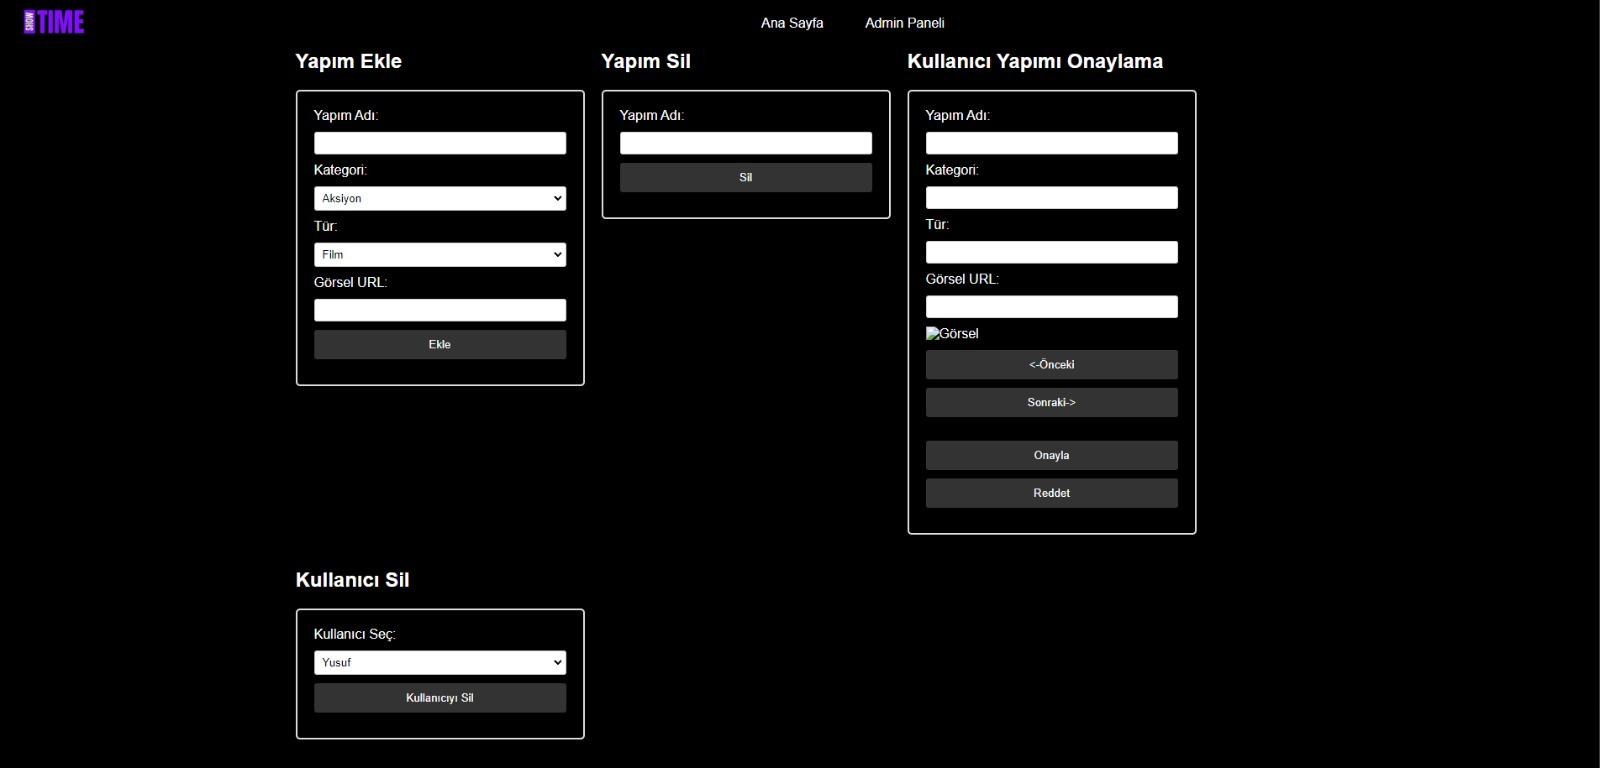 SHOW TIME
Ana Sayfa
Admin Paneli
Yapım Ekle
Yapım Adı:
Kategori:
Aksiyon
Tür:
Film
Görsel URL:
Ekle
Yapım Sil
Yapım Adı:
Sil
Kullanıcı Yapımı Onaylama
Yapım Adı:
Kategori:
Tür:
Görsel URL:
Görsel
<-Önceki
Sonraki->
Onayla
Reddet
Kullanıcı Sil
Kullanıcı Seç:
Yusuf
Kullanıcıyı Sil